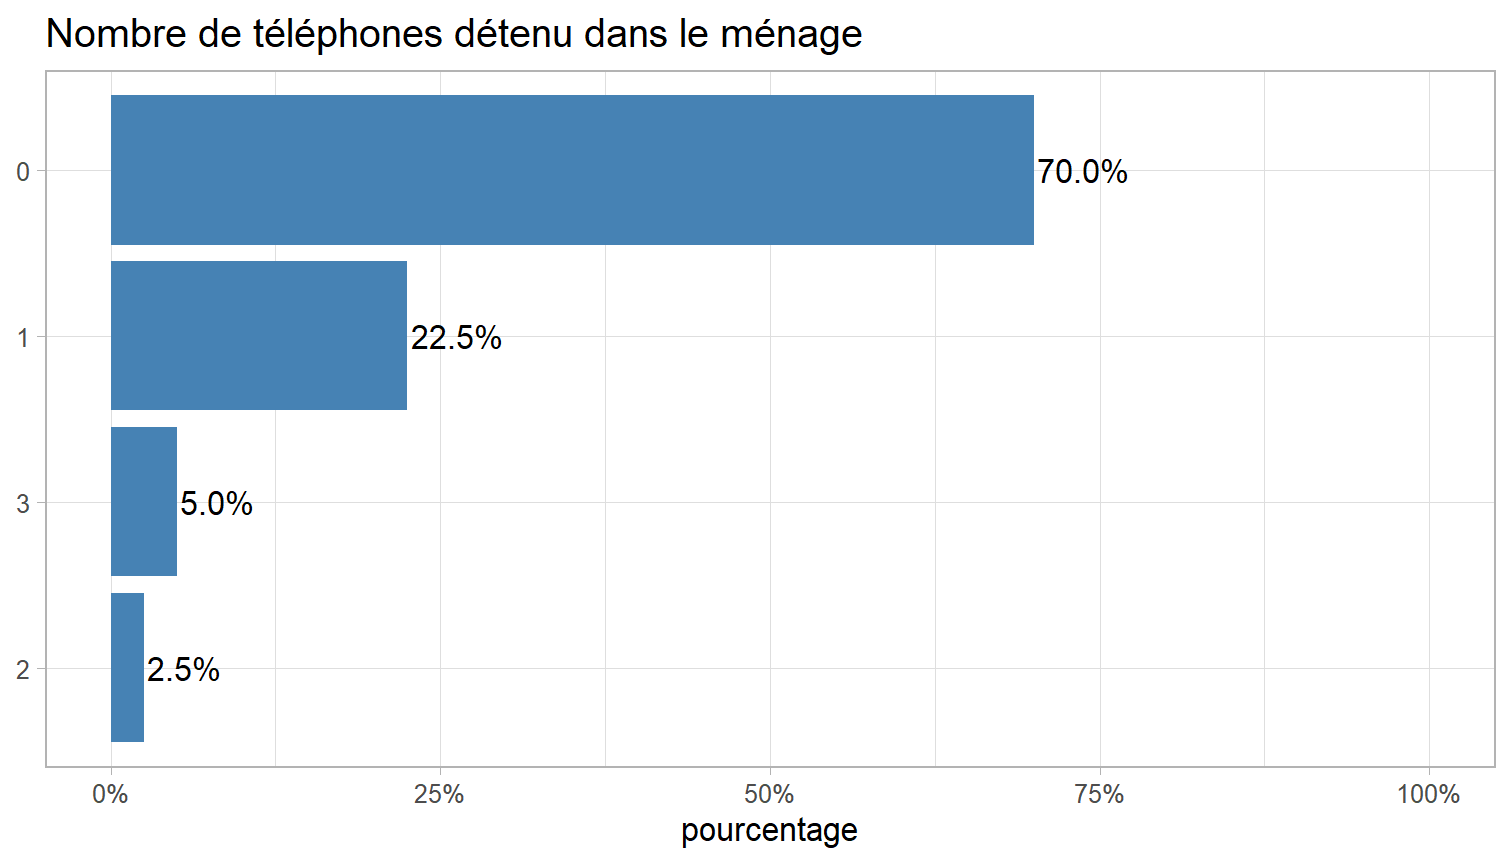 Nombre de téléphones détenu dans le ménage
0
70.0%
1
22.5%
3
5.0%
2
2.5%
0% 25% 50% 75% 100%
pourcentage